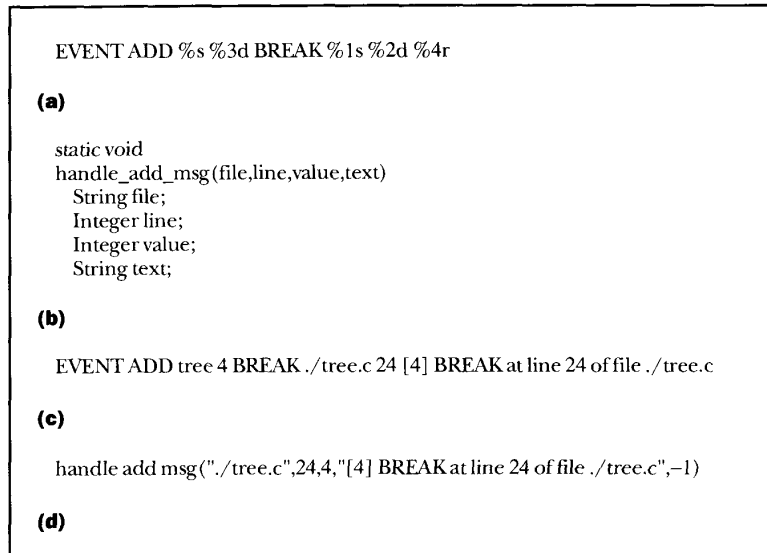 EVENT ADD %s %3d BREAK %1s %2d %4r
(a)
static void
handle_add_msg(file,line,value,text)
String file;
Integer line;
Integer value;
String text;
(b)
EVENT ADD tree 4 BREAK ./tree.c 24 [4] BREAK at line 24 of file ./tree.c
(c)
handle add msg("./tree.c",24,4,"[4] BREAK at line 24 of file ./tree.c",–1)
(d)